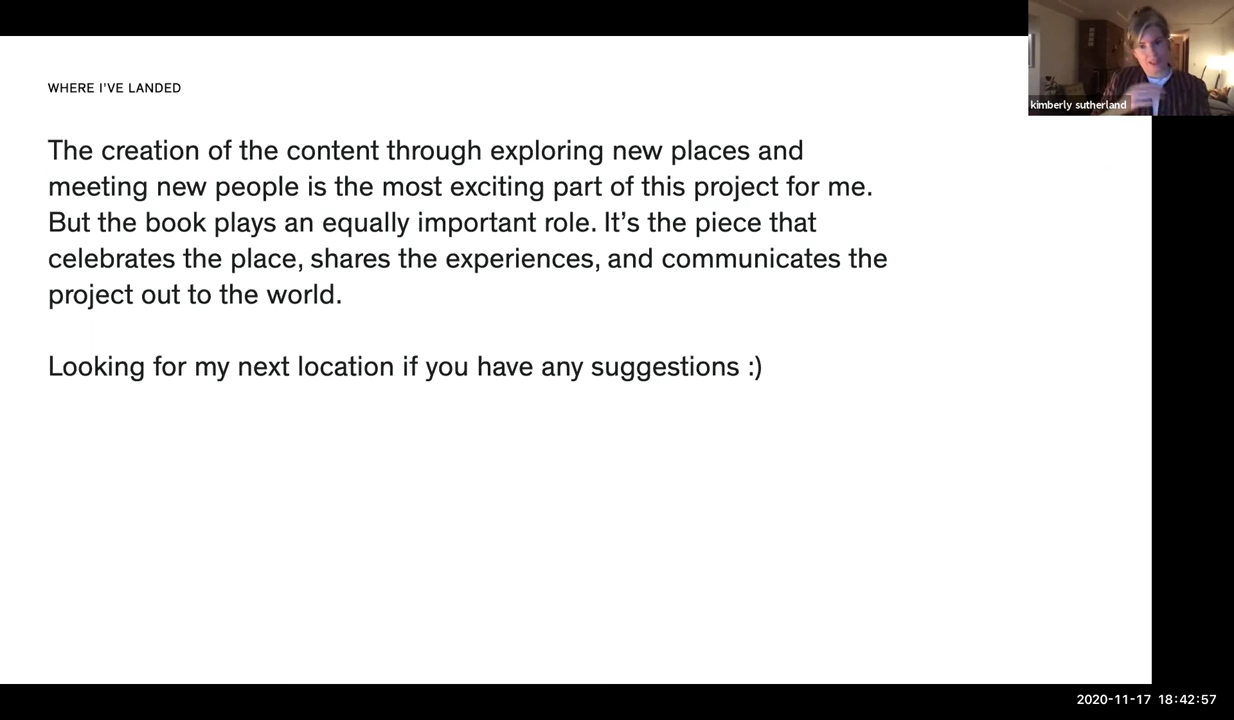 WHERE I'VE LANDED
The creation of the content through exploring new places and
meeting new people is the most exciting part of this project for me.
But the book plays an equally important role. It’s the piece that
celebrates the place, shares the experiences, and communicates the
project out to the world.
Looking for my next location if you have any suggestions :)
kimberly sutherland
2020-11-17 18:42:57